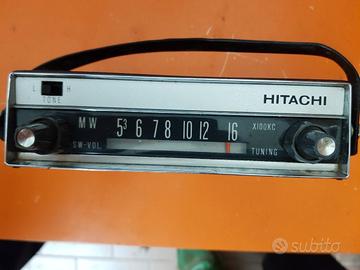 L H
TONE
HITACHI
MW 53 6 7 8 10 12 16 X100KC
SW-VOL TUNING
subito